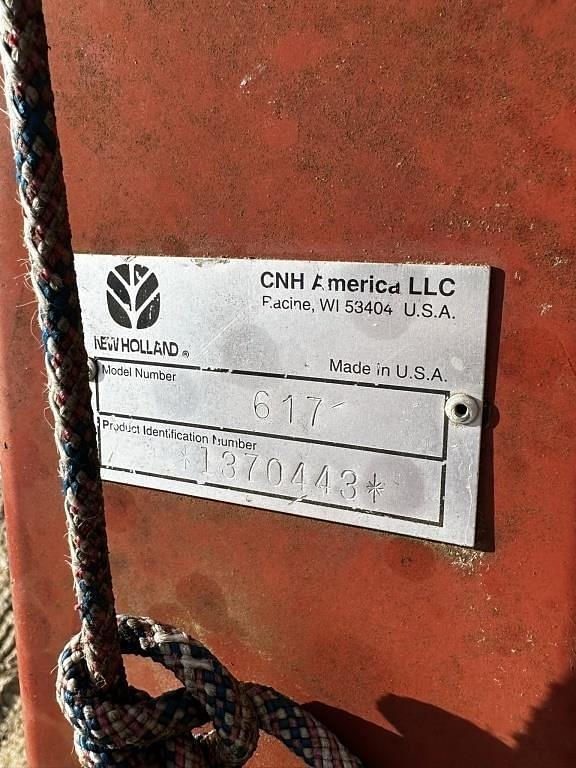 CNH America LLC
Racine, WI 53404 U.S.A.
NEW HOLLAND ®
Made in U.S.A.
Model Number
617
Product Identification Number
*1370443*